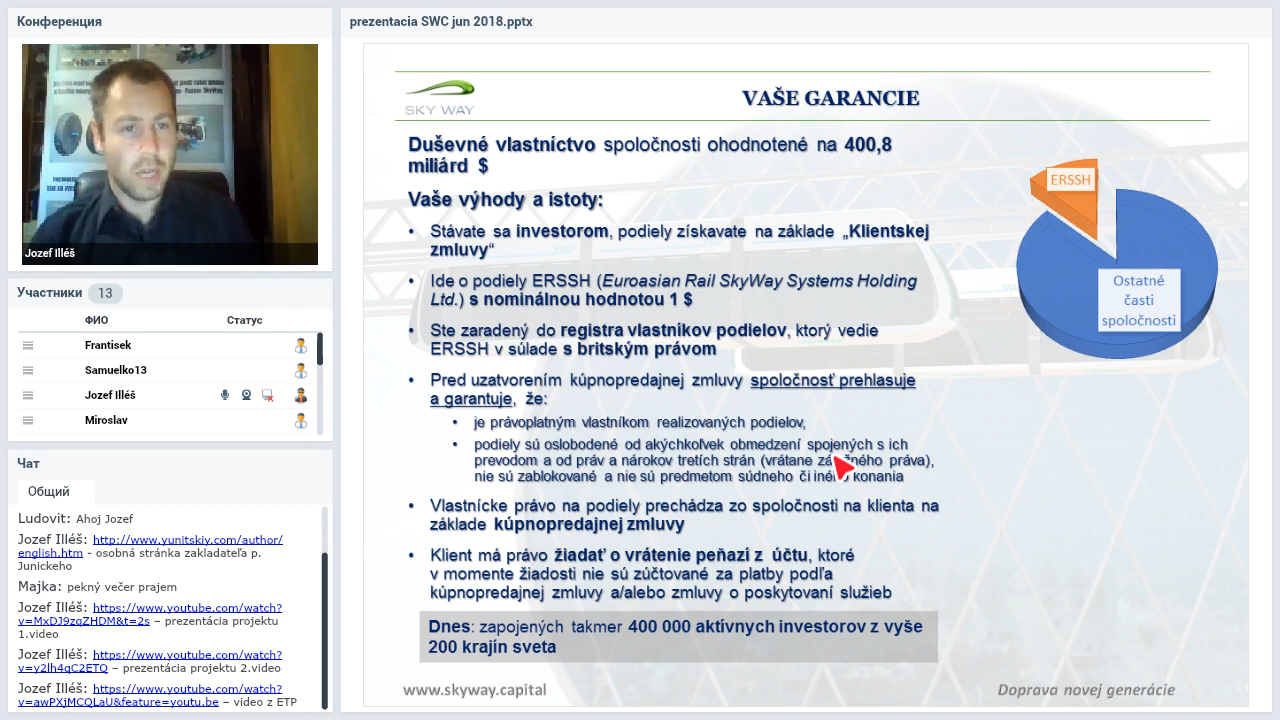 Конференция
Jozef Illéš
Участники 13
ФИО Статус
Frantisek
Samuelko13
Jozef Illéš
Miroslav
Чат
Общий
Ludovit: Ahoj Jozef
Jozef Illéš: http://www.yunitskiy.com/author/
english.htm - osobná stránka zakladateľa p.
Junickeho
Majka: pekný večer prajem
Jozef Illéš: https://www.youtube.com/watch?
v=MxDJ9zqZHDM&t=2s – prezentácia projektu
1.video
Jozef Illéš: https://www.youtube.com/watch?
v=y2lh4qC2ETQ – prezentácia projektu 2.video
Jozef Illéš: https://www.youtube.com/watch?
v=awPXjMCQLaU&feature=youtu.be – video z ETP
prezentacia SWC jun 2018.pptx
SKY WAY
VAŠE GARANCIE
Duševné vlastníctvo spoločnosti ohodnotené na 400,8
miliárd $
Vaše výhody a istoty:
• Stávate sa investorom, podiely získavate na základe „Klientskej
zmluvy“
• Ide o podiely ERSSH (Euroasian Rail SkyWay Systems Holding
Ltd.) s nominálnou hodnotou 1 $
• Ste zaradený do registra vlastníkov podielov, ktorý vedie
ERSSH v súlade s britským právom
• Pred uzatvorením kúpnopredajnej zmluvy spoločnosť prehlasuje
a garantuje, že:
• je právoplatným vlastníkom realizovaných podielov,
• podiely sú oslobodené od akýchkoľvek obmedzení spojených s ich
prevodom a od práv a nárokov tretích strán (vrátane práva),
nie sú zablokované a nie sú predmetom súdneho či konania
• Vlastnícke právo na podiely prechádza zo spoločnosti na klienta na
základe kúpnopredajnej zmluvy
• Klient má právo žiadať o vrátenie peňazí z účtu, ktoré
v momente žiadosti nie sú zúčtované za platby podľa
kúpnopredajnej zmluvy a/alebo zmluvy o poskytovaní služieb
Dnes: zapojených takmer 400 000 aktívnych investorov z vyše
200 krajín sveta
ERSSH
Ostatné
časti
spoločnosti
www.skyway.capital
Doprava novej generácie